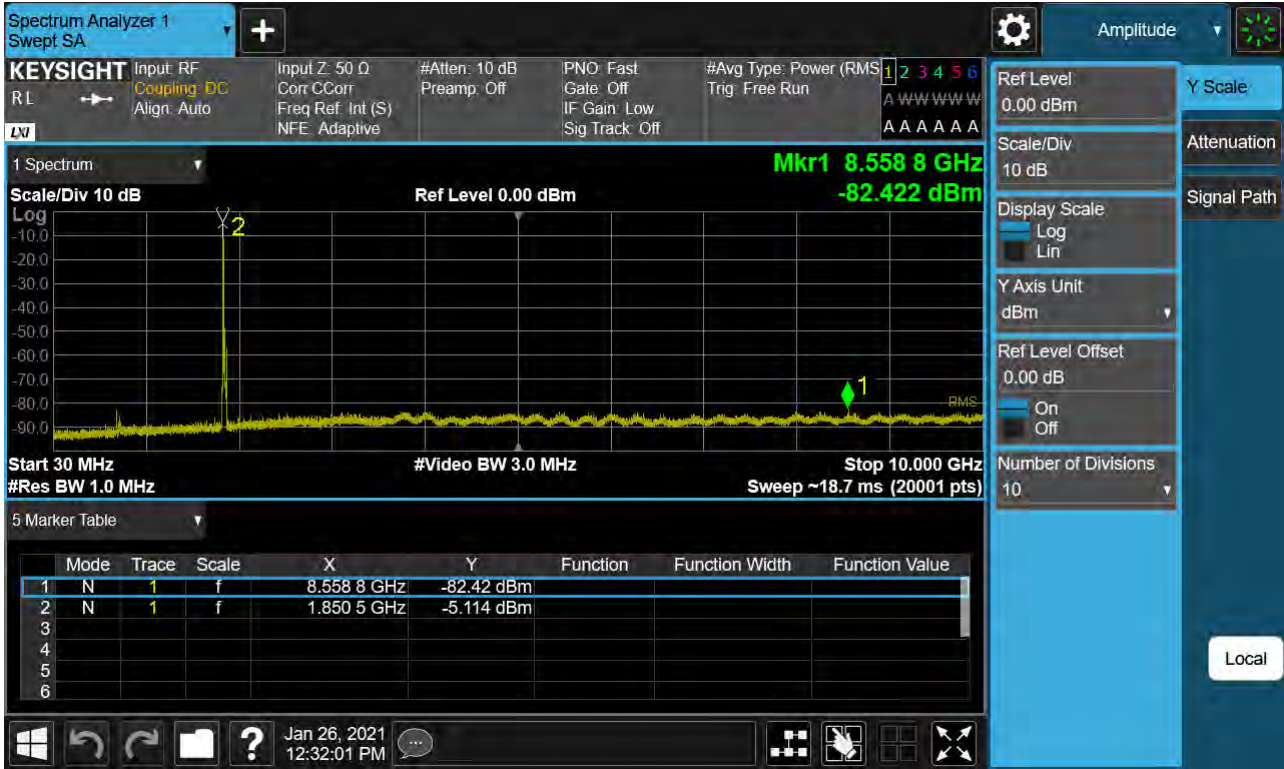 Spectrum Analyzer 1
Swept SA
Amplitude
KEYSIGHT
RL
LXI
Input: RF
Coupling: DC
Align: Auto
Input Z: 50 Ω
Corr CCorr
Freq Ref: Int (S)
NFE: Adaptive
#Atten: 10 dB
Preamp: Off
PNO: Fast
Gate: Off
IF Gain: Low
Sig Track: Off
#Avg Type: Power (RMS
Trig: Free Run
1 2 3 4 5 6
A W W W W W
A A A A A A
1 Spectrum
Mkr1 8.558 8 GHz
Scale/Div 10 dB
Ref Level 0.00 dBm
-82.422 dBm
Log
2
-10.0
-20.0
-30.0
-40.0
-50.0
-60.0
-70.0
1
-80.0
RMS
-90.0
Start 30 MHz
#Video BW 3.0 MHz
Stop 10.000 GHz
#Res BW 1.0 MHz
Sweep ~18.7 ms (20001 pts)
5 Marker Table
Mode Trace Scale X Y Function Function Width Function Value
1 N 1 f 8.558 8 GHz -82.42 dBm
2 N 1 f 1.850 5 GHz -5.114 dBm
3
4
5
6
?
Jan 26, 2021
12:32:01 PM
Ref Level
0.00 dBm
Scale/Div
10 dB
Display Scale
Log
Lin
Y Axis Unit
dBm
Ref Level Offset
0.00 dB
On
Off
Number of Divisions
10
Y Scale
Attenuation
Signal Path
Local